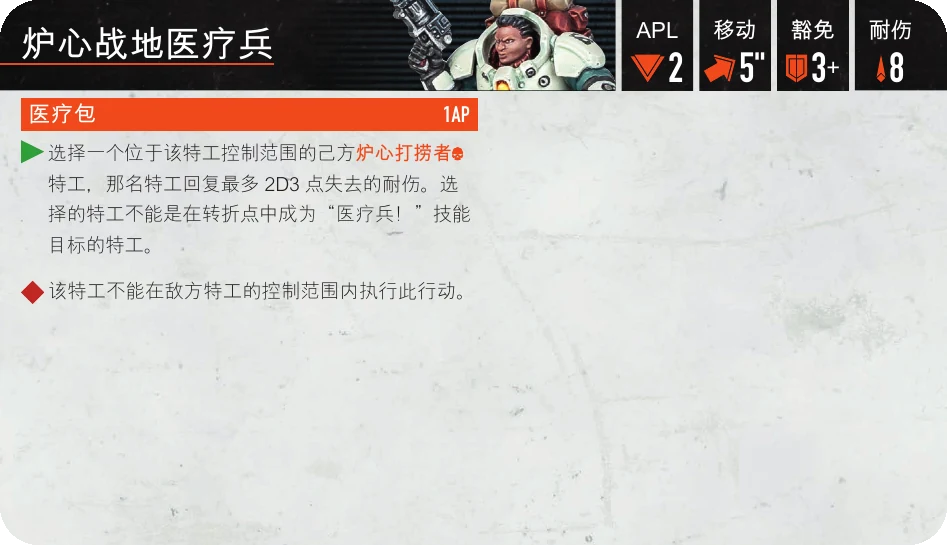 炉心战地医疗兵
APL 移动 豁免 耐伤
2 5" 3+ 8
医疗包 1AP
选择一个位于该特工控制范围的己方炉心打捞者
特工，那名特工回复最多 2D3 点失去的耐伤。选
择的特工不能是在转折点中成为“医疗兵！”技能
目标的特工。
该特工不能在敌方特工的控制范围内执行此行动。